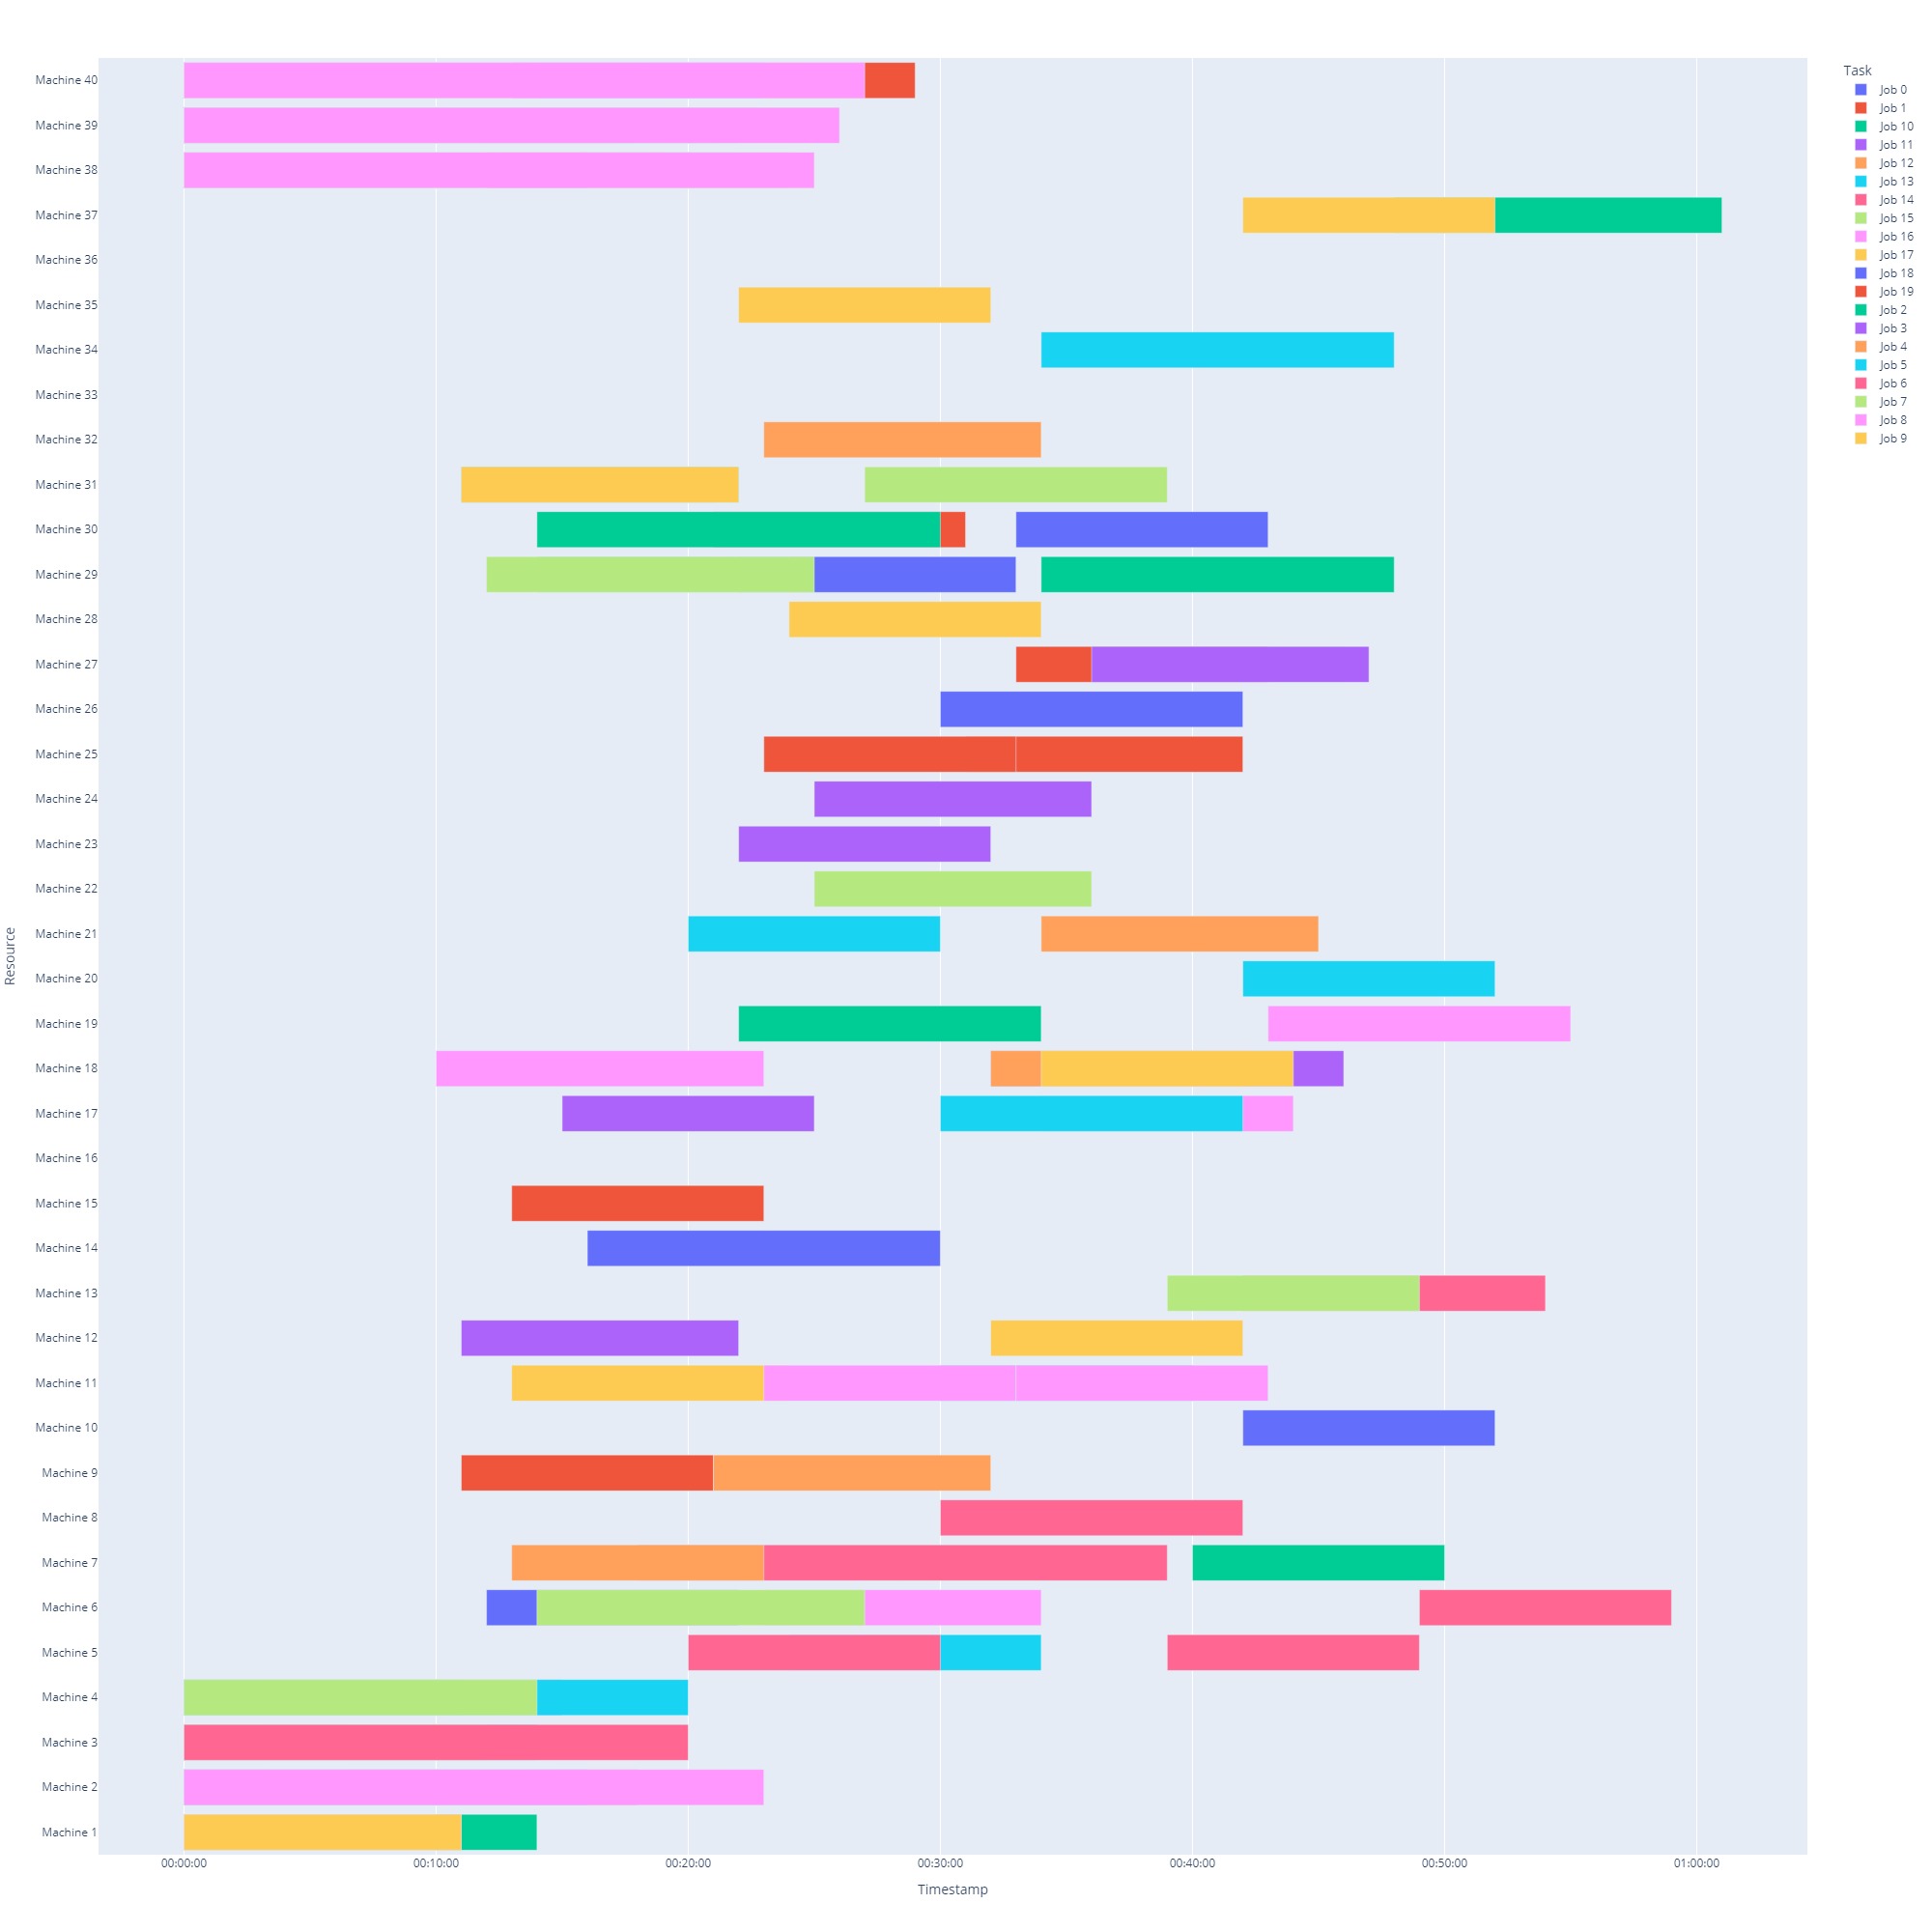 Machine 40
Machine 39
Machine 38
Machine 37
Machine 36
Machine 35
Machine 34
Machine 33
Machine 32
Machine 31
Machine 30
Machine 29
Machine 28
Machine 27
Machine 26
Machine 25
Machine 24
Machine 23
Machine 22
Machine 21
Machine 20
Machine 19
Machine 18
Machine 17
Machine 16
Machine 15
Machine 14
Machine 13
Machine 12
Machine 11
Machine 10
Machine 9
Machine 8
Machine 7
Machine 6
Machine 5
Machine 4
Machine 3
Machine 2
Machine 1
Resource
00:00:00 00:10:00 00:20:00 00:30:00 00:40:00 00:50:00 01:00:00
Timestamp
Task
Job 0
Job 1
Job 10
Job 11
Job 12
Job 13
Job 14
Job 15
Job 16
Job 17
Job 18
Job 19
Job 2
Job 3
Job 4
Job 5
Job 6
Job 7
Job 8
Job 9